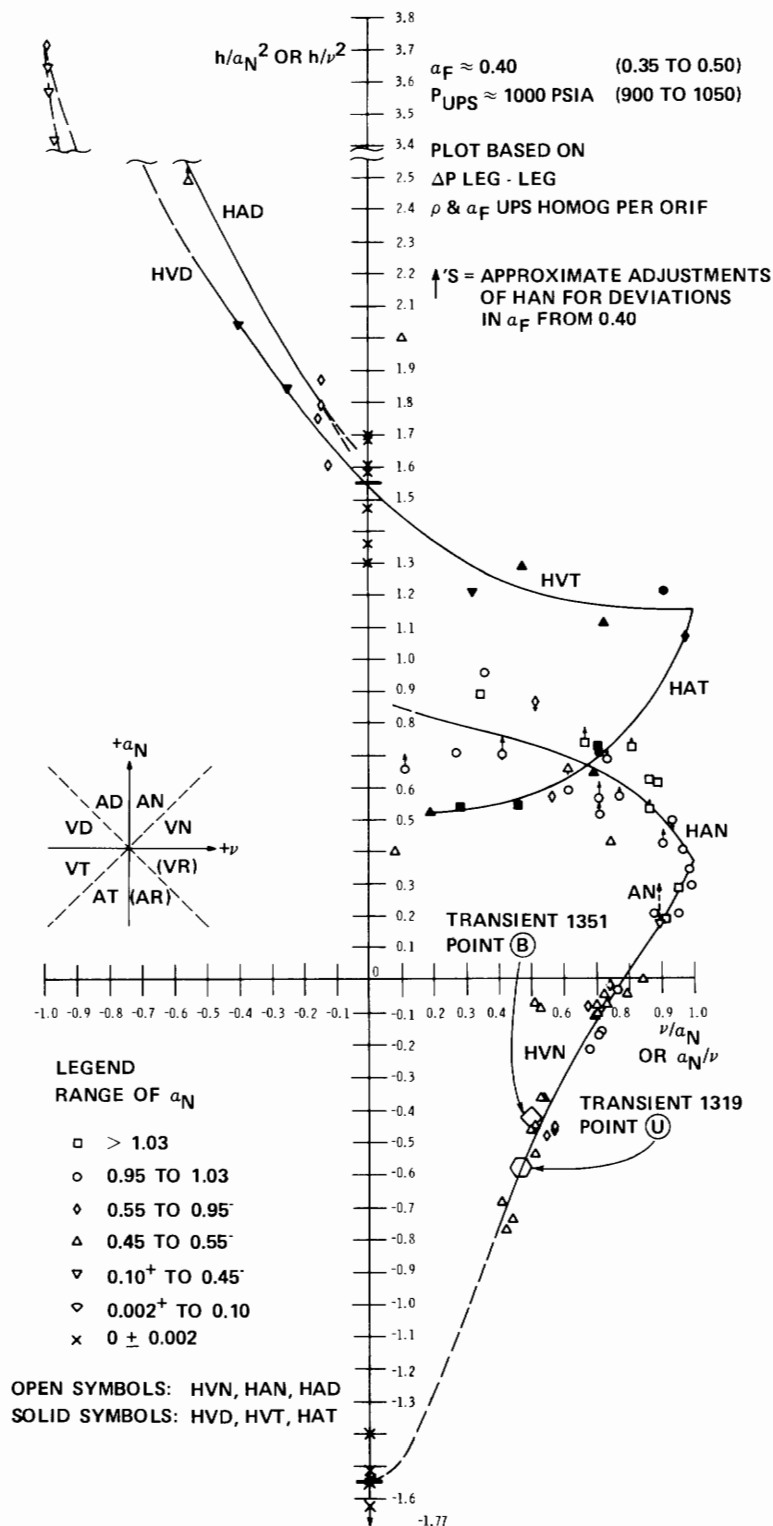 h/a_N² OR h/ν²
a_F ≈ 0.40 (0.35 TO 0.50)
P_UPS ≈ 1000 PSIA (900 TO 1050)
PLOT BASED ON
ΔP LEG - LEG
ρ & a_F UPS HOMOG PER ORIF
↑'S = APPROXIMATE ADJUSTMENTS
OF HAN FOR DEVIATIONS
IN a_F FROM 0.40
3.8
3.7
3.6
3.5
3.4
2.5
2.4
2.3
2.2
2.1
2.0
1.9
1.8
1.7
1.6
1.5
1.3
1.2
1.1
1.0
0.9
0.8
0.7
0.6
0.5
0.3
0.2
0.1
0
-0.1
-0.2
-0.3
-0.4
-0.5
-0.6
-0.7
-0.8
-0.9
-1.0
-1.1
-1.2
-1.3
-1.6
-1.77
HAD
HVD
HVT
HAT
HAN
AN
HVN
+a_N
AD AN
VD VN
+ν
VT (VR)
AT (AR)
TRANSIENT 1351
POINT Ⓑ
-1.0 -0.9 -0.8 -0.7 -0.6 -0.5 -0.4 -0.3 -0.2 -0.1 0.1 0.2 0.3 0.4 0.6 0.7 0.8 0.9 1.0
ν/a_N
OR a_N/ν
TRANSIENT 1319
POINT Ⓤ
LEGEND
RANGE OF a_N
□ > 1.03
○ 0.95 TO 1.03
◊ 0.55 TO 0.95⁻
△ 0.45 TO 0.55⁻
▽ 0.10⁺ TO 0.45⁻
0.002⁺ TO 0.10
× 0 ± 0.002
OPEN SYMBOLS: HVN, HAN, HAD
SOLID SYMBOLS: HVD, HVT, HAT